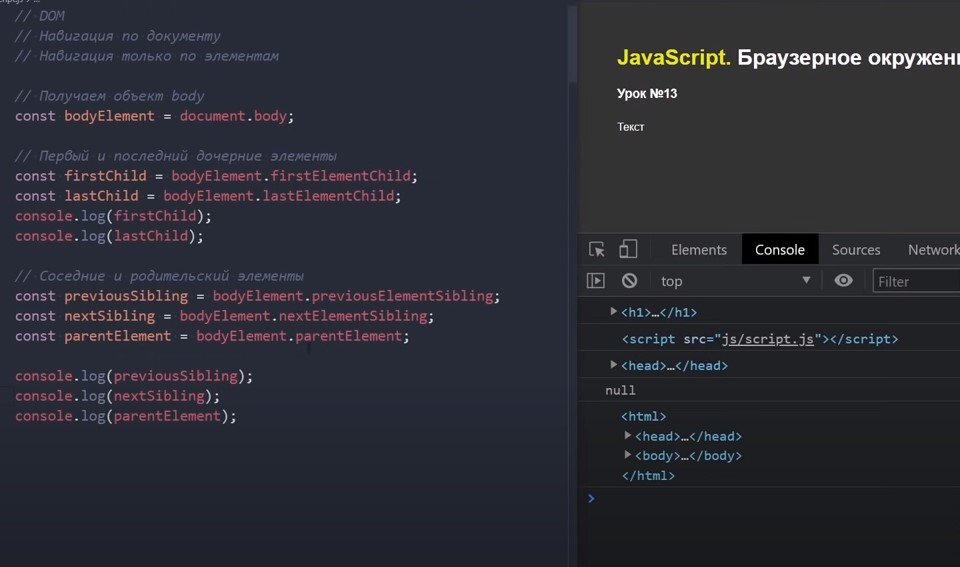 // DOM
// Навигация по документу
// Навигация только по элементам
// Получаем объект body
const bodyElement = document.body;
// Первый и последний дочерние элементы
const firstChild = bodyElement.firstElementChild;
const lastChild = bodyElement.lastElementChild;
console.log(firstChild);
console.log(lastChild);
// Соседние и родительский элементы
const previousSibling = bodyElement.previousElementSibling;
const nextSibling = bodyElement.nextElementSibling;
const parentElement = bodyElement.parentElement;
console.log(previousSibling);
console.log(nextSibling);
console.log(parentElement);
JavaScript. Браузерное окружен
Урок №13
Текст
Elements Console Sources Network
top Filter
<h1>…</h1>
<script src="js/script.js"></script>
<head>…</head>
null
<html>
<head>…</head>
<body>…</body>
</html>